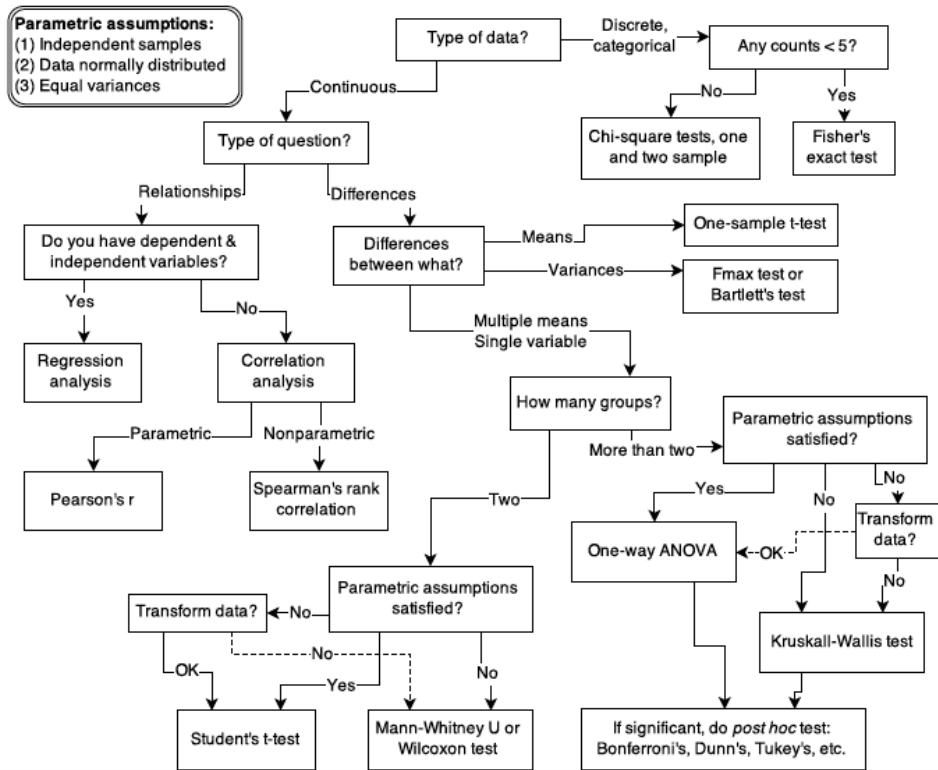 Parametric assumptions:
(1) Independent samples
(2) Data normally distributed
(3) Equal variances
Type of data?
Discrete,
categorical
Any counts < 5?
Continuous
No
Yes
Type of question?
Chi-square tests, one
and two sample
Fisher's
exact test
Relationships
Differences
Do you have dependent &
independent variables?
Differences
between what?
Means
One-sample t-test
Variances
Fmax test or
Bartlett's test
Yes
No
Multiple means
Single variable
Regression
analysis
Correlation
analysis
How many groups?
Parametric assumptions
satisfied?
Parametric
Nonparametric
More than two
Pearson's r
Spearman's rank
correlation
Two
Yes
No
No
Transform
data?
One-way ANOVA
OK
No
Transform data?
No
Parametric assumptions
satisfied?
Kruskall-Wallis test
OK
No
Yes
No
Student's t-test
Mann-Whitney U or
Wilcoxon test
If significant, do post hoc test:
Bonferroni's, Dunn's, Tukey's, etc.